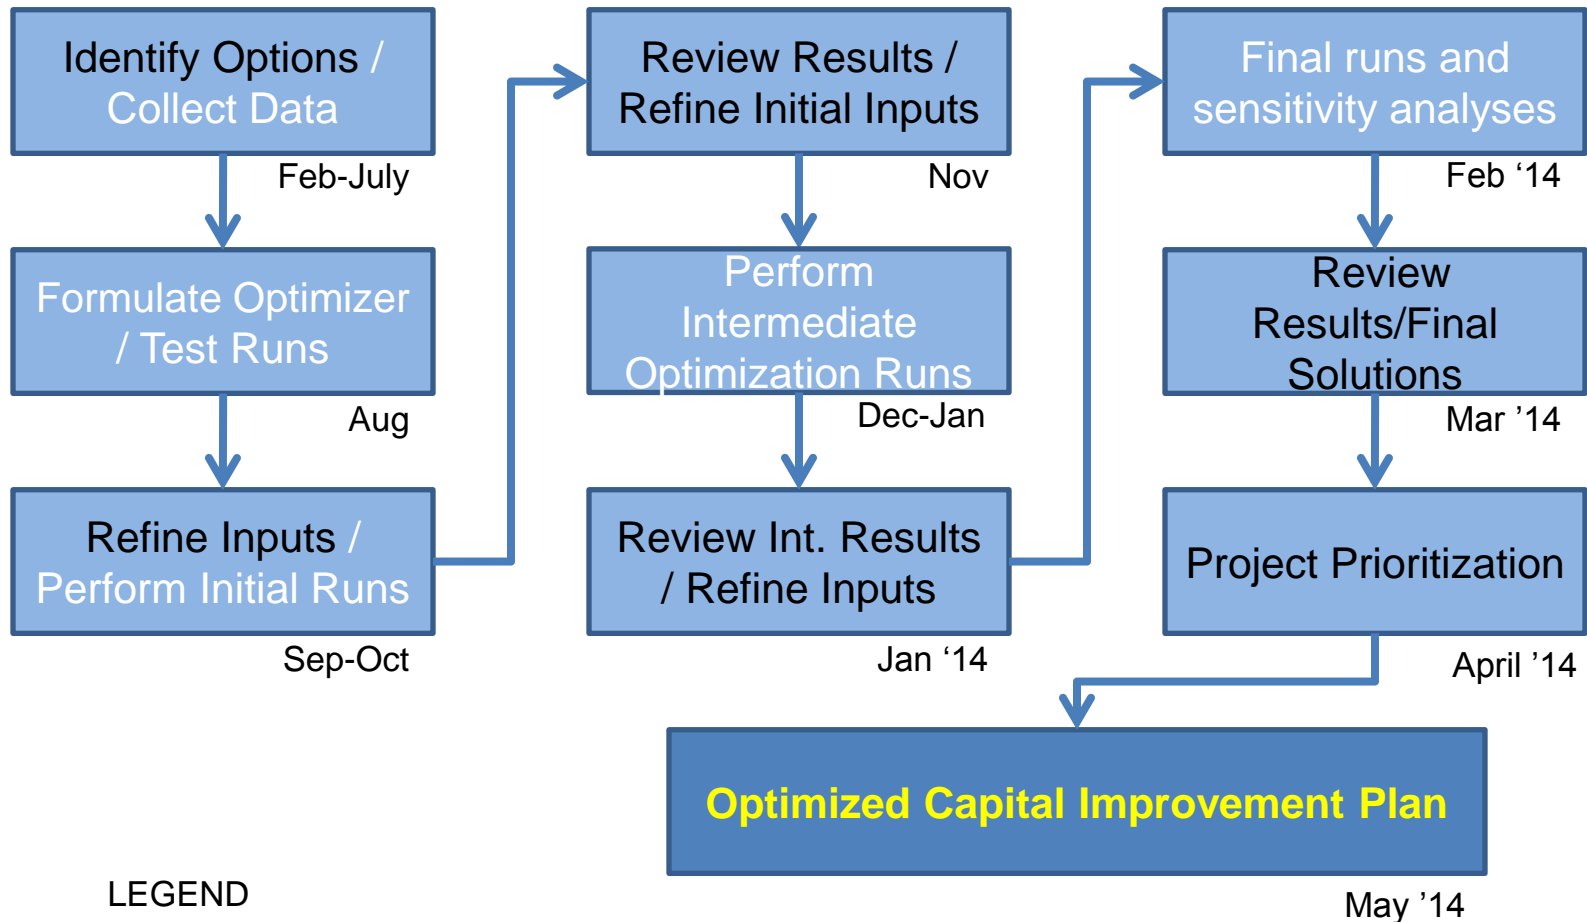 Identify Options /
Collect Data
Feb-July
Formulate Optimizer
/ Test Runs
Aug
Refine Inputs /
Perform Initial Runs
Sep-Oct
Review Results /
Refine Initial Inputs
Nov
Perform
Intermediate
Optimization Runs
Dec-Jan
Review Int. Results
/ Refine Inputs
Jan ‘14
Final runs and
sensitivity analyses
Feb ‘14
Review
Results/Final
Solutions
Mar ’14
Project Prioritization
April ’14
Optimized Capital Improvement Plan
May ’14
LEGEND